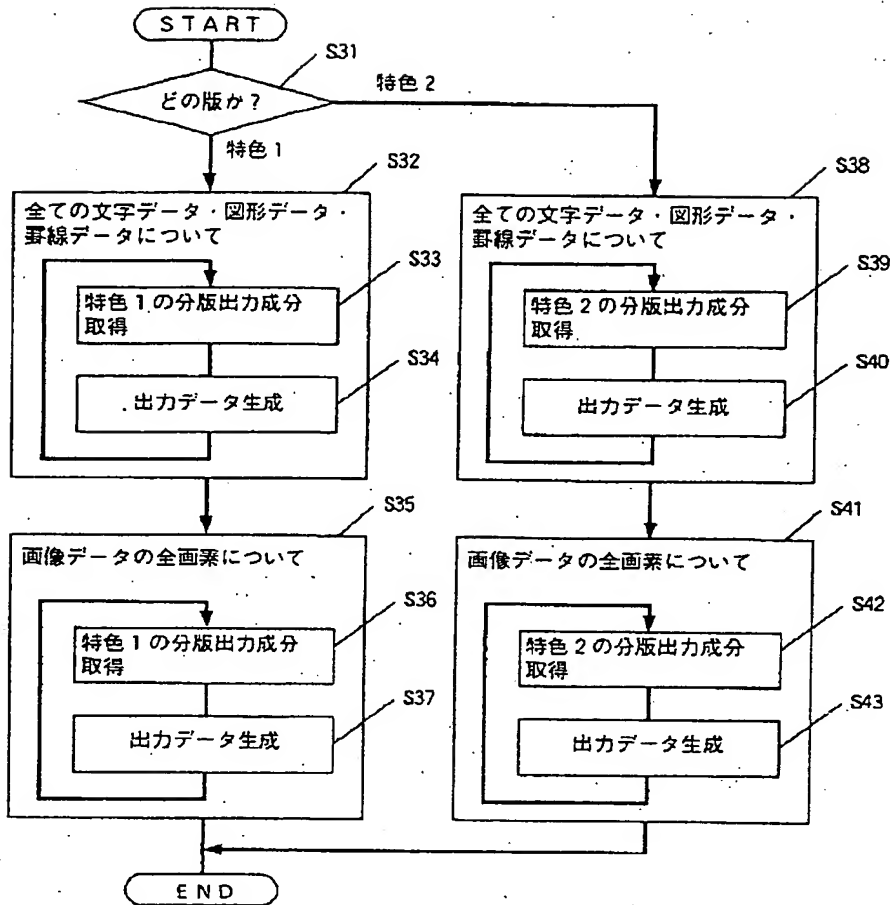 START
S31
どの版か？
特色2
特色1
S32
全ての文字データ・図形データ・
罫線データについて
S33
特色1の分版出力成分
取得
S34
出力データ生成
S35
画像データの全画素について
S36
特色1の分版出力成分
取得
S37
出力データ生成
S38
全ての文字データ・図形データ・
罫線データについて
S39
特色2の分版出力成分
取得
S40
出力データ生成
S41
画像データの全画素について
S42
特色2の分版出力成分
取得
S43
出力データ生成
END